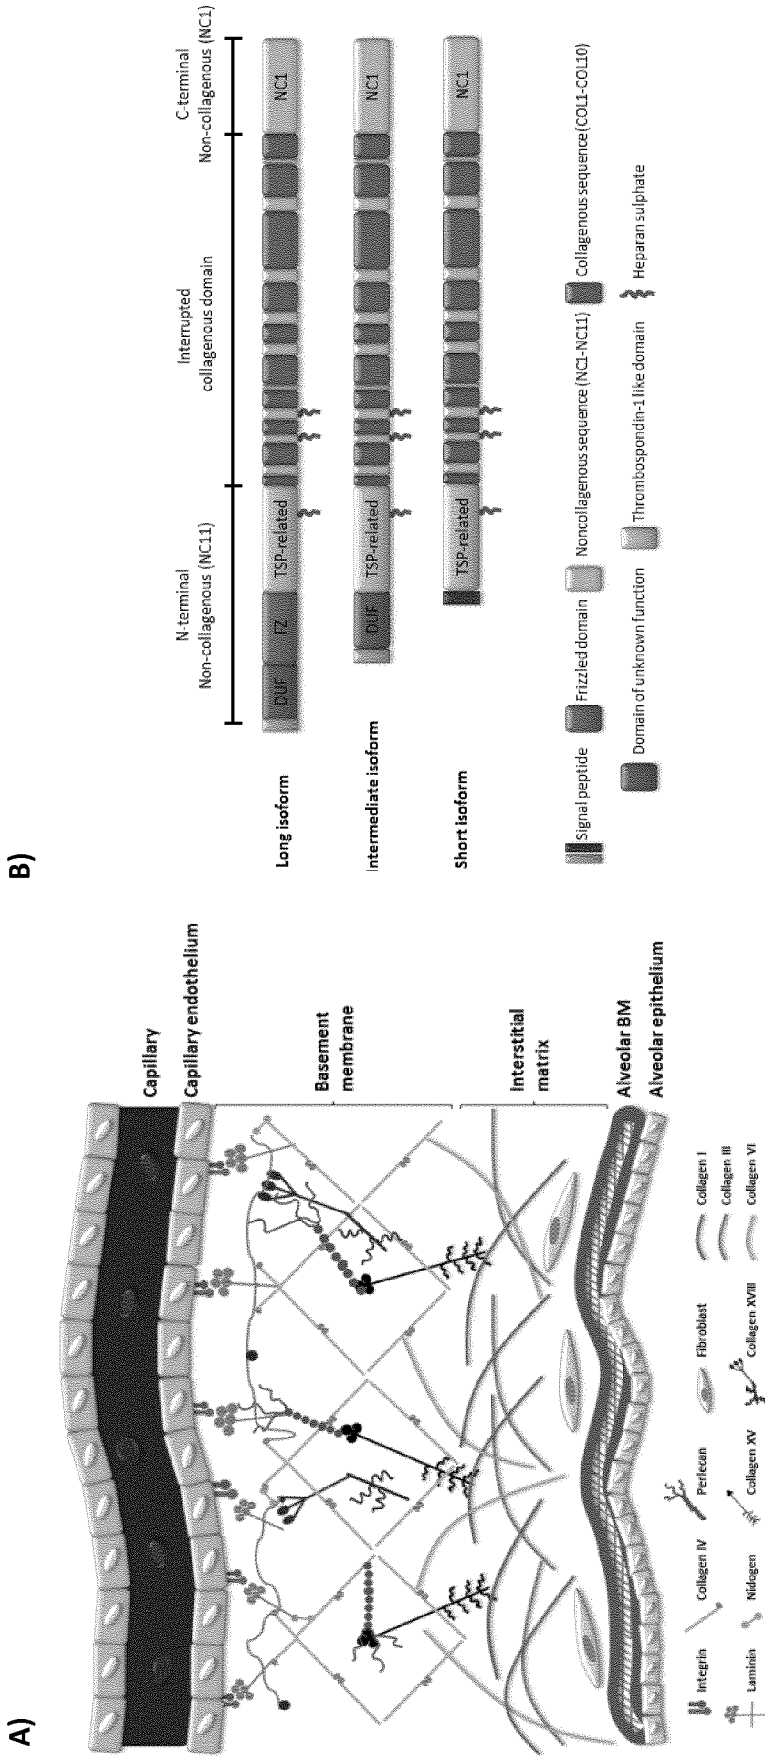 A)
Capillary
Capillary endothelium
Basement
membrane
Interstitial
matrix
Alveolar BM
Alveolar epithelium
Integrin
Collagen IV
Perlecan
Fibroblast
Collagen I
Collagen III
Laminin
Nidogen
Collagen XV
Collagen XVIII
Collagen VI
B)
N-terminal
Non-collagenous (NC11)
Interrupted
collagenous domain
C-terminal
Non-collagenous (NC1)
Long isoform
DUF
FZ
TSP-related
NC1
Intermediate isoform
DUF
TSP-related
NC1
Short isoform
TSP-related
NC1
Signal peptide
Frizzled domain
Noncollagenous sequence (NC1-NC11)
Collagenous sequence (COL1-COL10)
Domain of unknown function
Thrombospondin-1 like domain
Heparan sulphate